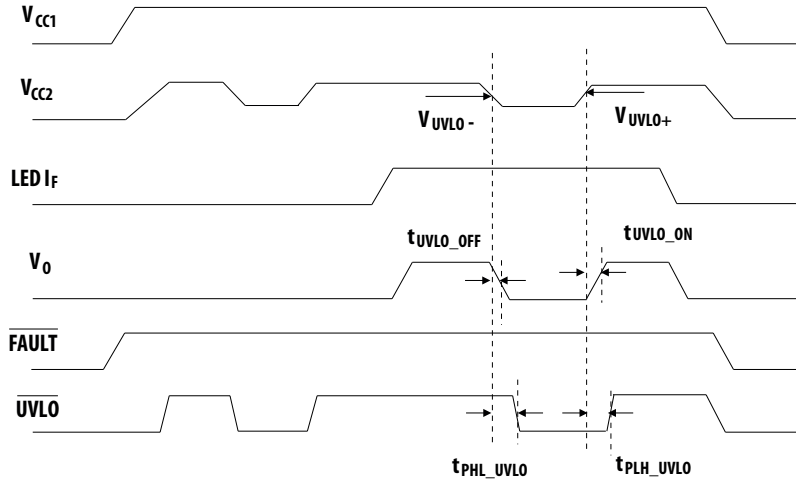 VCC1
VCC2
VUVLO -
VUVLO+
LED IF
tUVLO_OFF
tUVLO_ON
VO
FAULT
UVLO
tPHL_UVLO
tPLH_UVLO